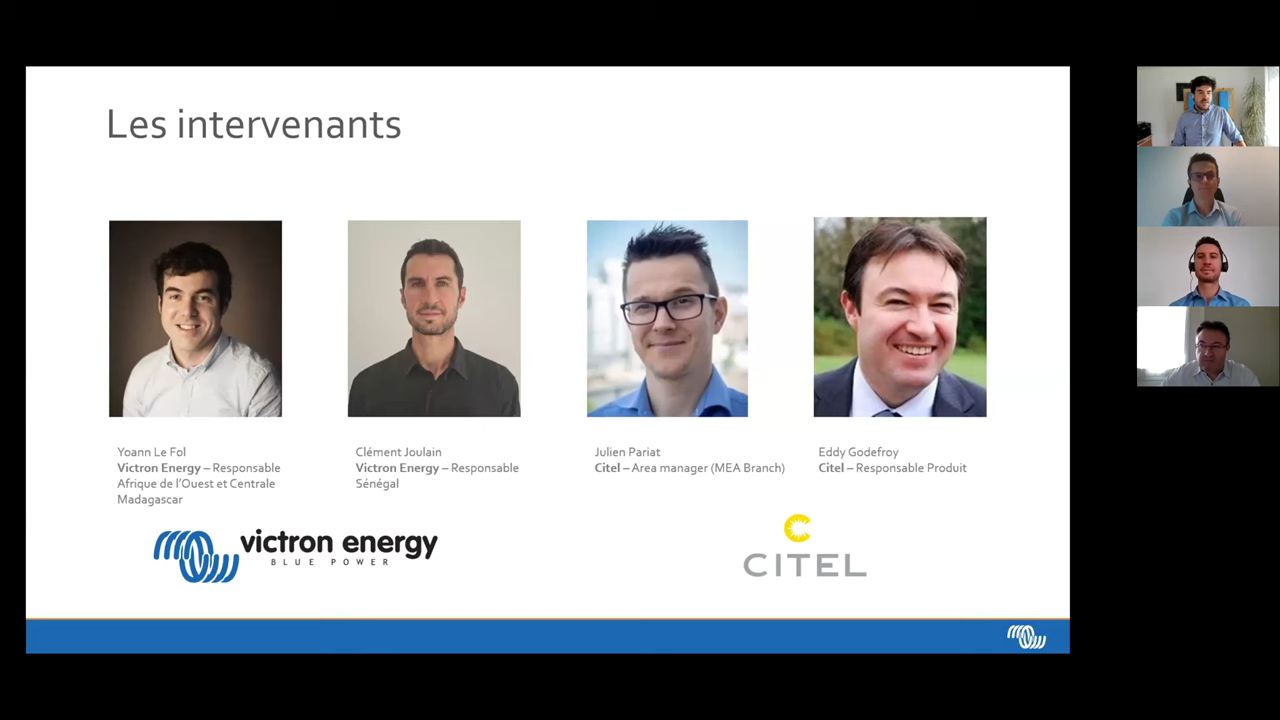 Les intervenants
Yoann Le Fol
Victron Energy – Responsable
Afrique de l'Ouest et Centrale
Madagascar
Clément Joulain
Victron Energy – Responsable
Sénégal
Julien Pariat
Citel – Area manager (MEA Branch)
Eddy Godefroy
Citel – Responsable Produit
victron energy
BLUE POWER
CITEL